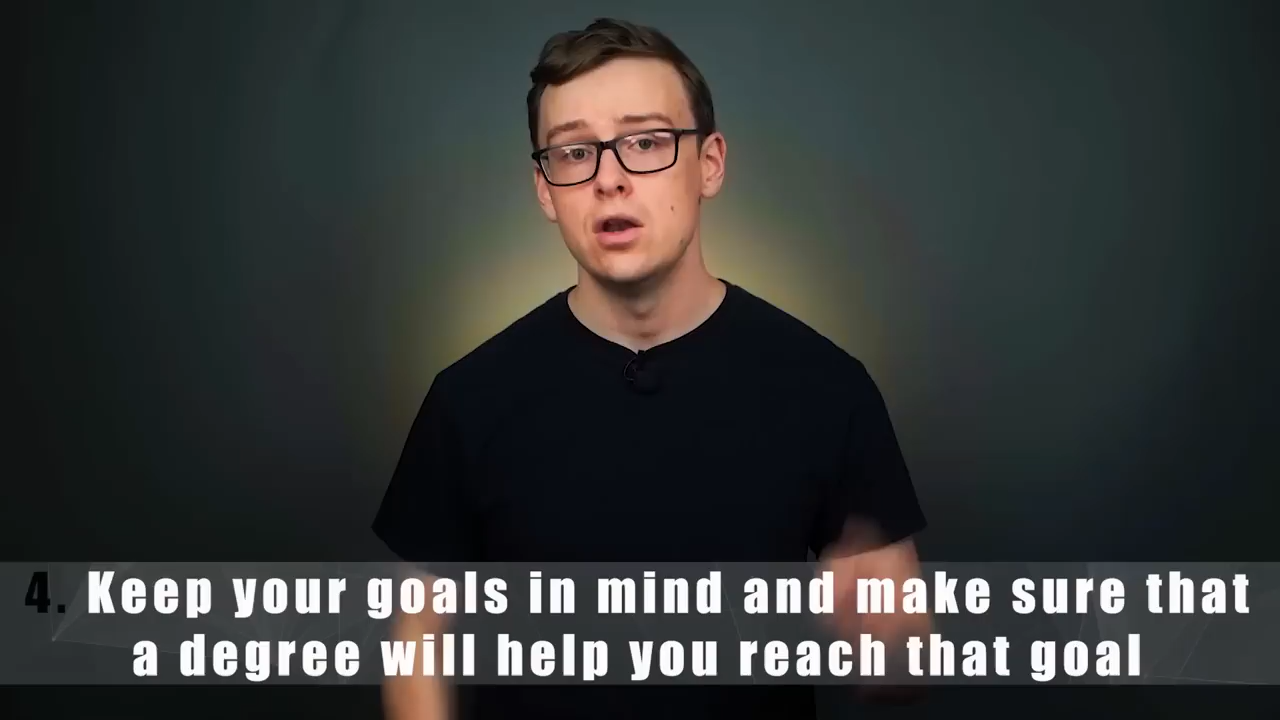 4. Keep your goals in mind and make sure that
a degree will help you reach that goal